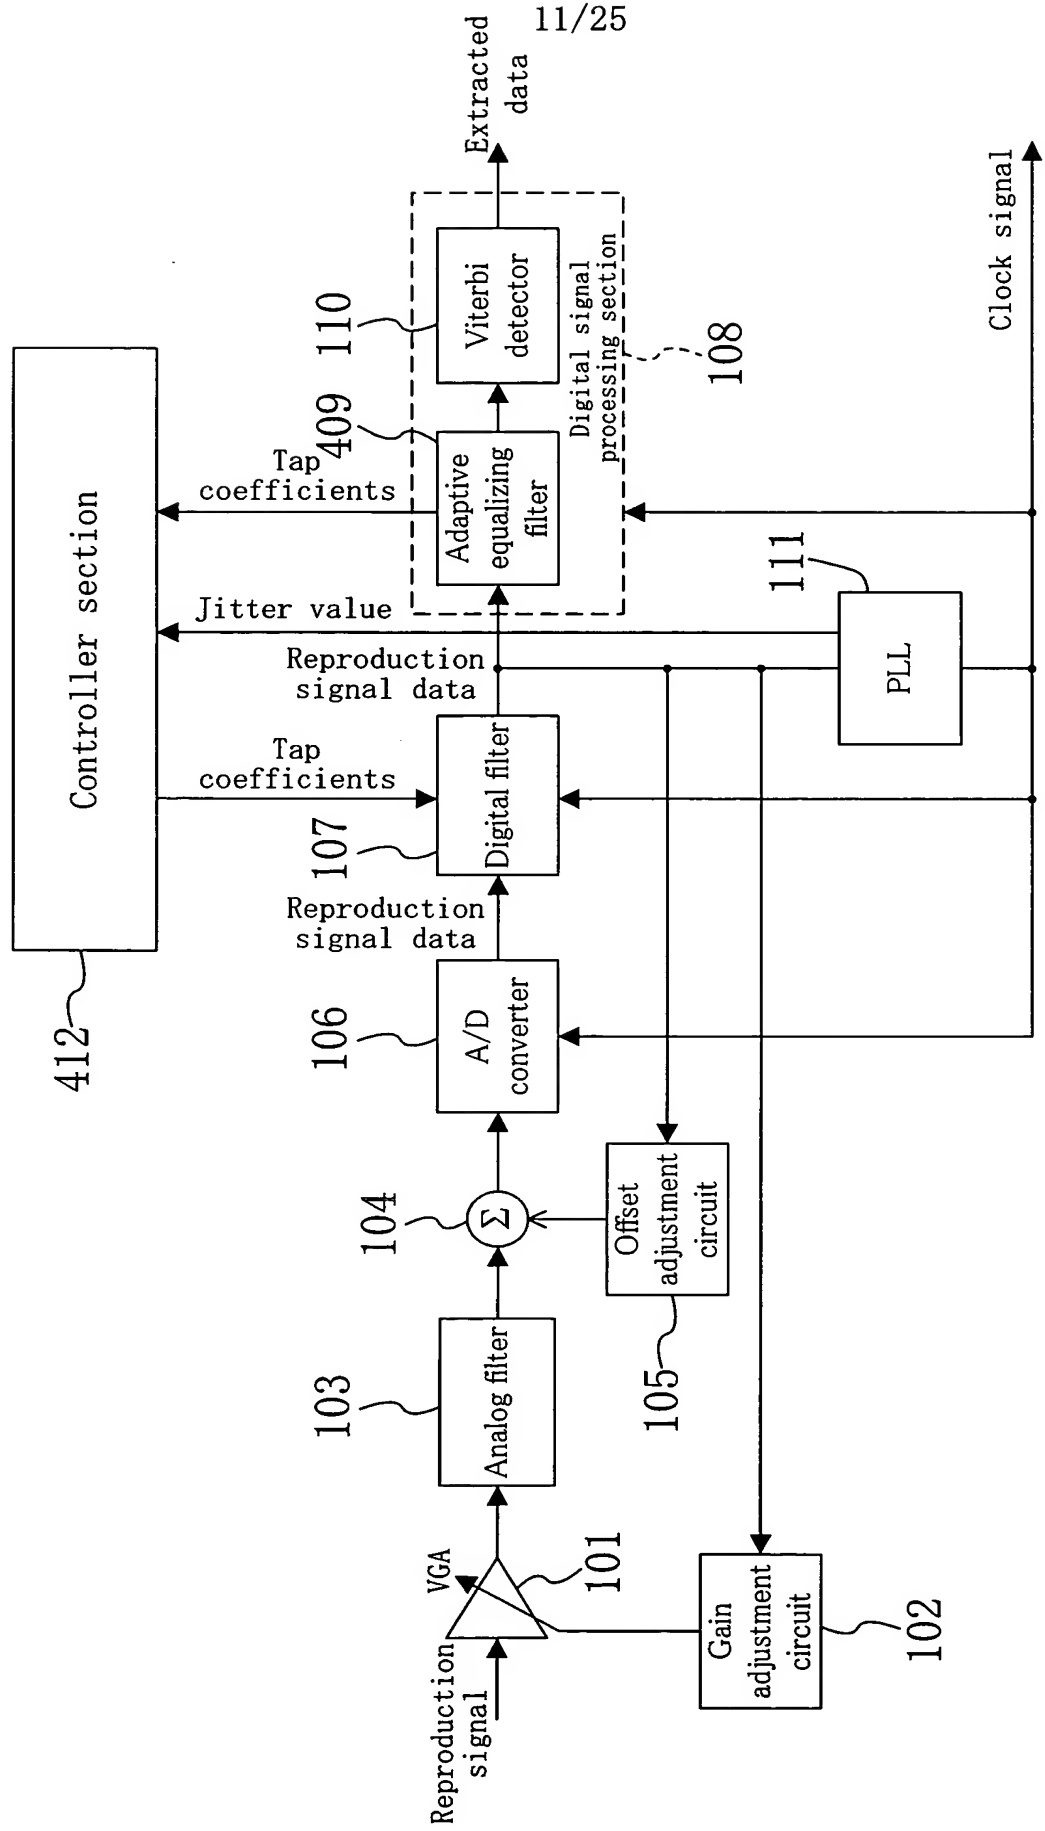 11/25
Controller section
412
Tap
coefficients
Jitter value
Tap
coefficients
Reproduction
signal
VGA
101
Gain
adjustment
circuit
102
103
Analog filter
104
Σ
Offset
adjustment
circuit
105
106
A/D
converter
Reproduction
signal data
107
Digital filter
Reproduction
signal data
409
Adaptive
equalizing
filter
110
Viterbi
detector
Digital signal
processing section
108
Extracted
data
PLL
111
Clock signal